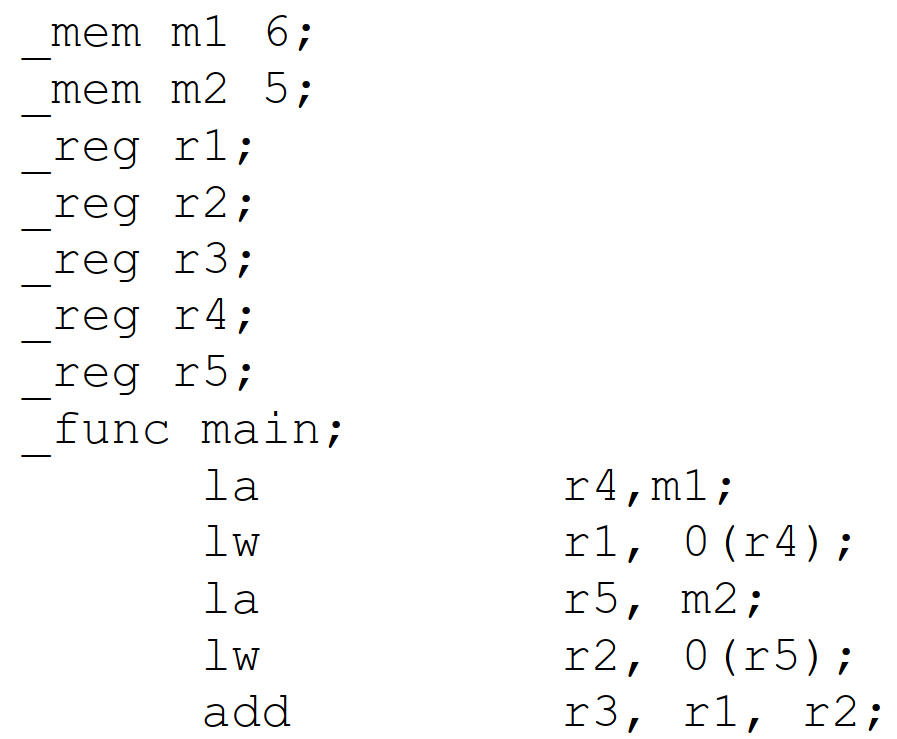 _mem m1 6;
_mem m2 5;
_reg r1;
_reg r2;
_reg r3;
_reg r4;
_reg r5;
_func main;
la r4,m1;
lw r1, 0(r4);
la r5, m2;
lw r2, 0(r5);
add r3, r1, r2;